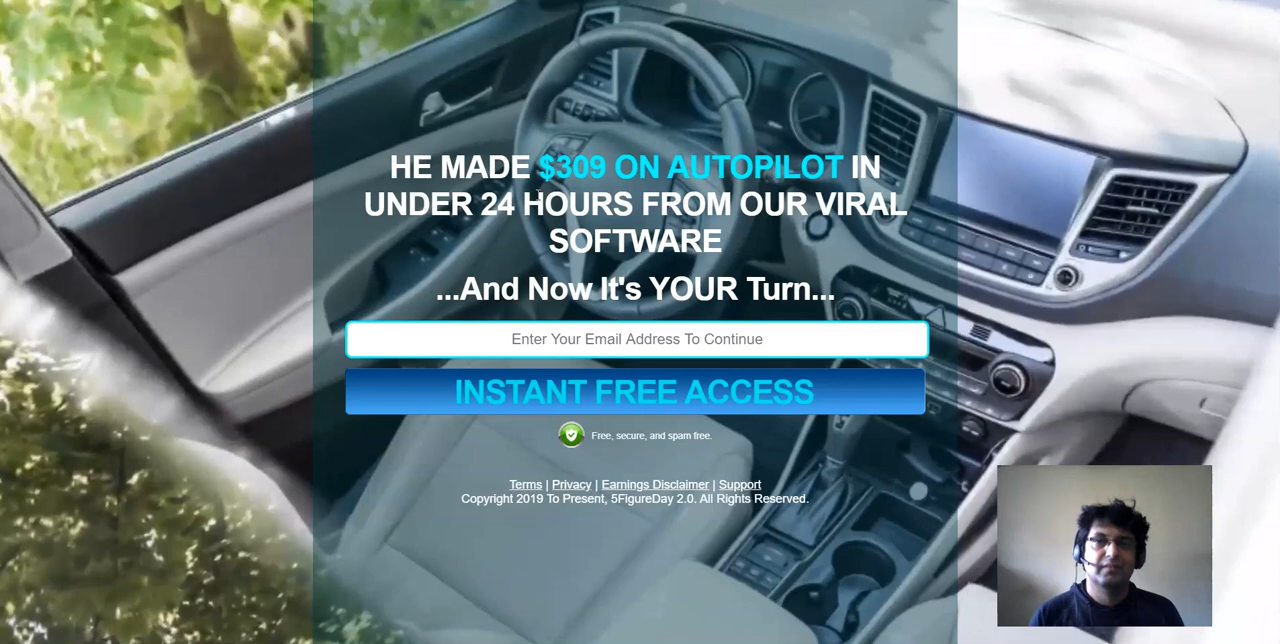 HE MADE $309 ON AUTOPILOT IN
UNDER 24 HOURS FROM OUR VIRAL
SOFTWARE
...And Now It's YOUR Turn...
Enter Your Email Address To Continue
INSTANT FREE ACCESS
Free, secure, and spam free.
Terms | Privacy | Earnings Disclaimer | Support
Copyright 2019 To Present, 5FigureDay 2.0. All Rights Reserved.